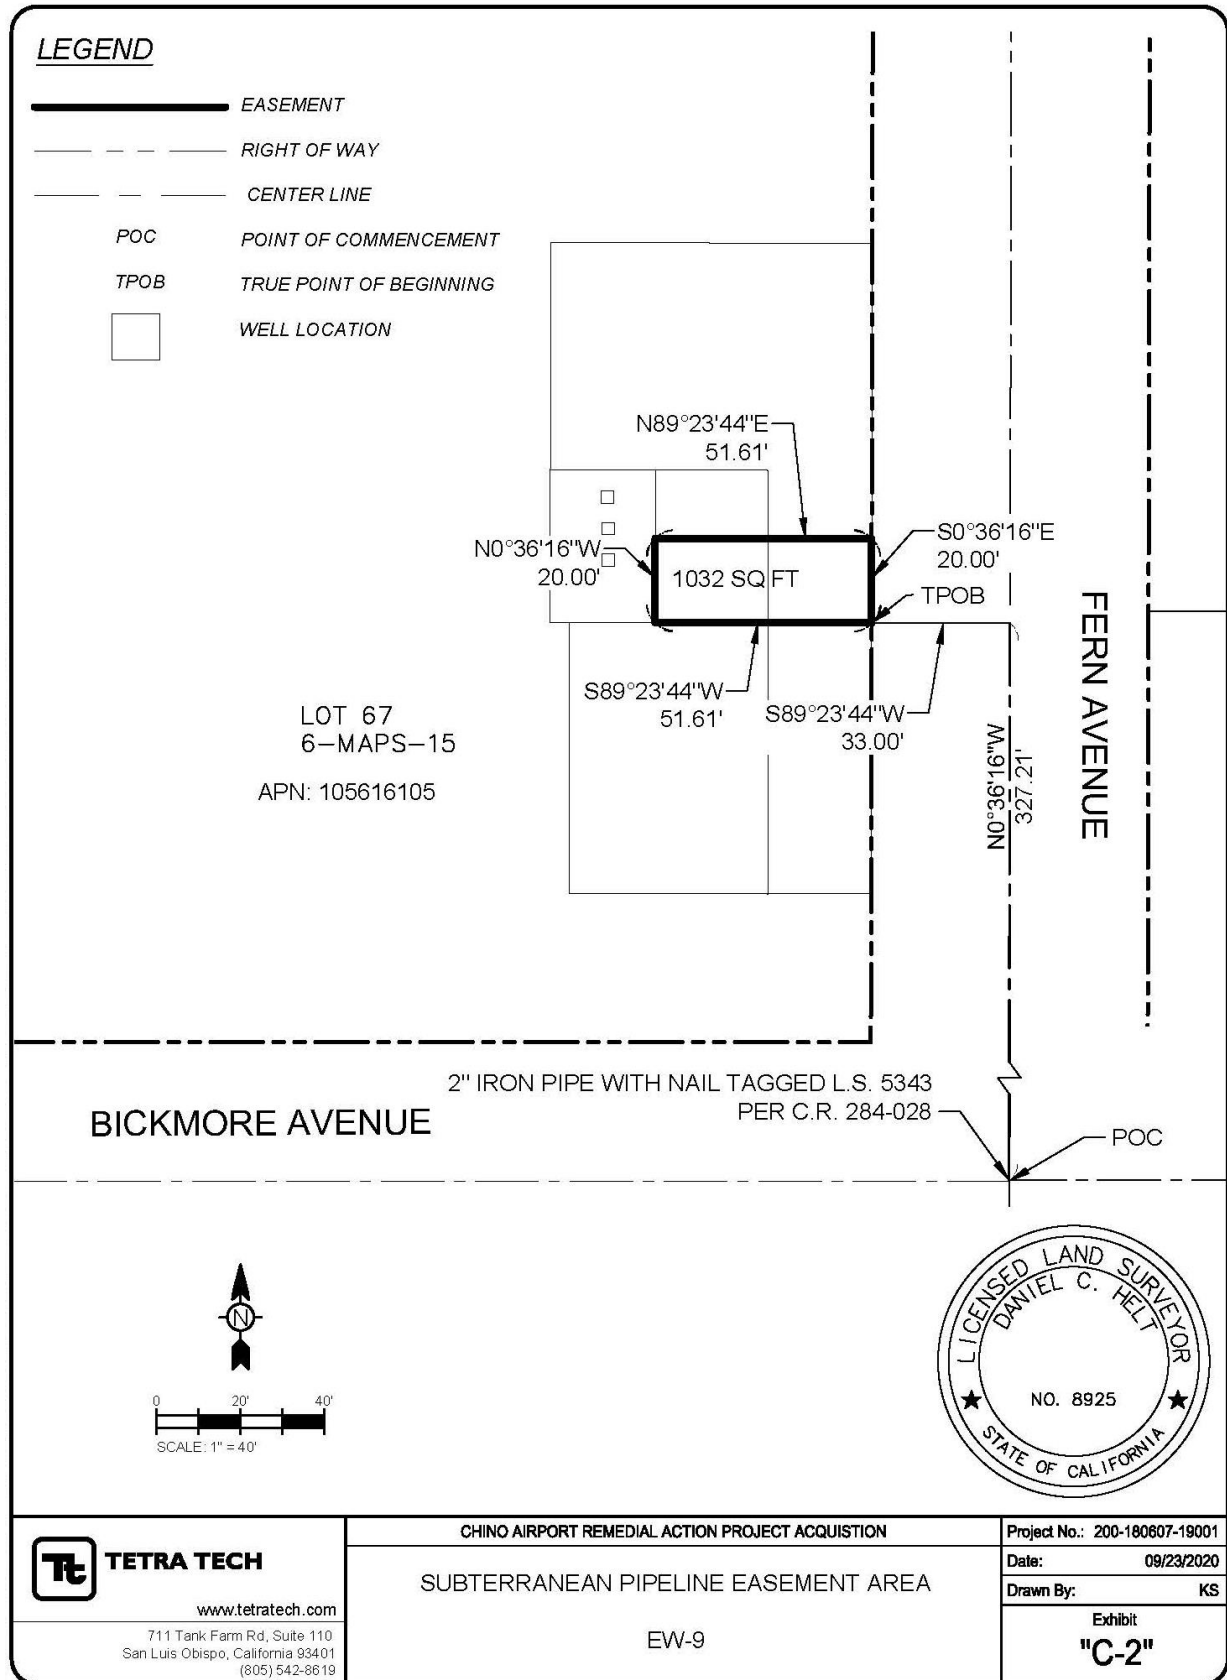 LEGEND
EASEMENT
RIGHT OF WAY
CENTER LINE
POC POINT OF COMMENCEMENT
TPOB TRUE POINT OF BEGINNING
WELL LOCATION
N89°23'44"E
51.61'
N0°36'16"W
20.00'
1032 SQ FT
S0°36'16"E
20.00'
TPOB
S89°23'44"W
51.61'
S89°23'44"W
33.00'
LOT 67
6-MAPS-15
APN: 105616105
N0°36'16"W
327.21'
FERN AVENUE
2" IRON PIPE WITH NAIL TAGGED L.S. 5343
PER C.R. 284-028
POC
BICKMORE AVENUE
N
0 20' 40'
SCALE: 1" = 40'
LICENSED LAND SURVEYOR
DANIEL C. HELT
NO. 8925
STATE OF CALIFORNIA
Tt TETRA TECH
www.tetratech.com
711 Tank Farm Rd, Suite 110
San Luis Obispo, California 93401
(805) 542-8619
CHINO AIRPORT REMEDIAL ACTION PROJECT ACQUISTION
SUBTERRANEAN PIPELINE EASEMENT AREA
EW-9
Project No.: 200-180607-19001
Date: 09/23/2020
Drawn By: KS
Exhibit
"C-2"